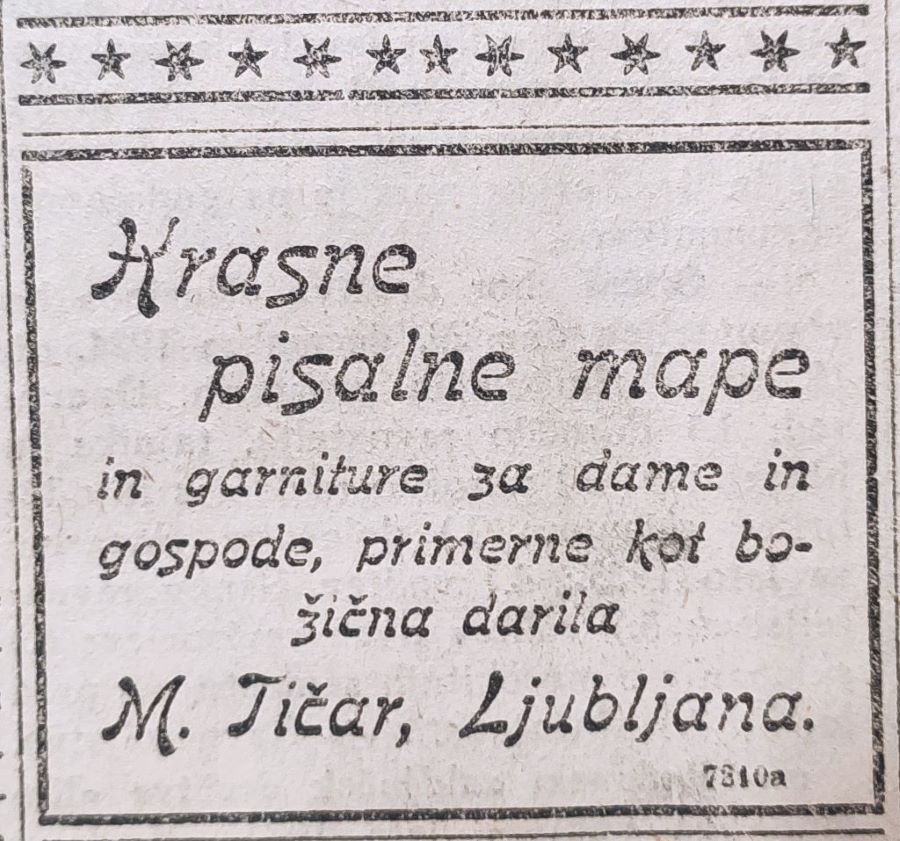 Krasne
pisalne mape
in garniture za dame in
gospode, primerne kot bo-
žična darila
M. Tičar, Ljubljana.
7310a